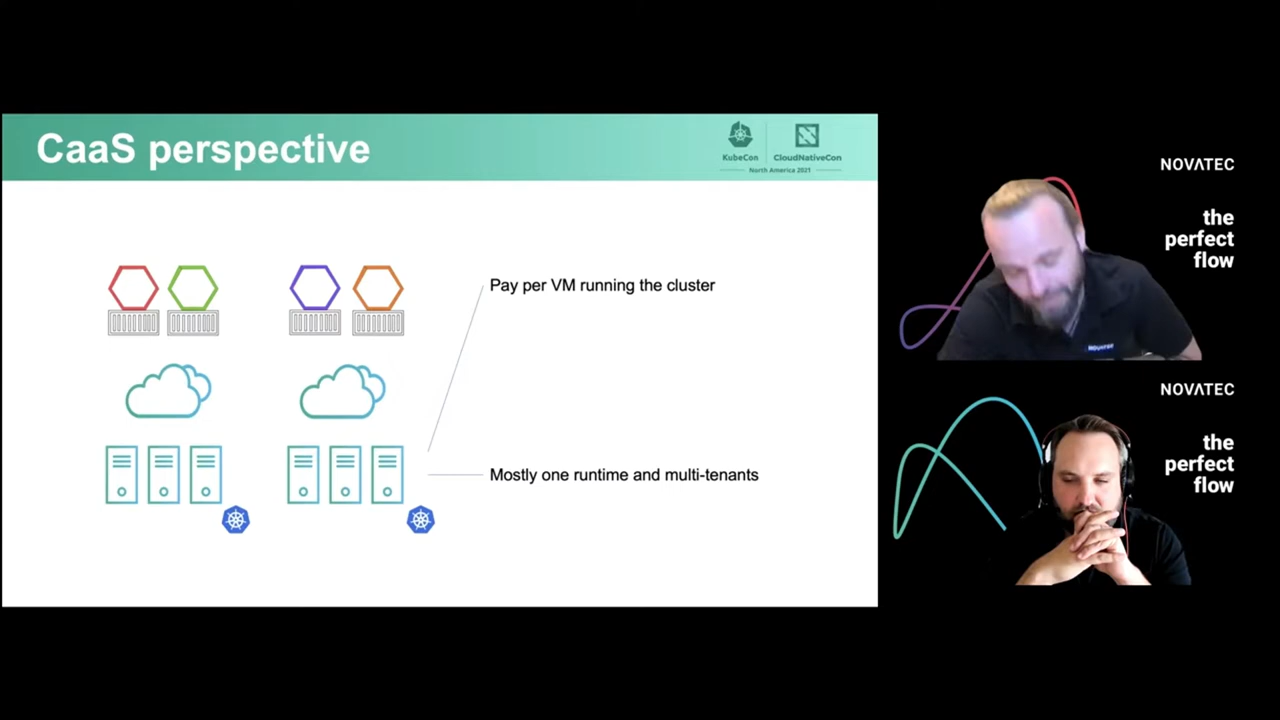 CaaS perspective
KubeCon
CloudNativeCon
North America 2021
Pay per VM running the cluster
Mostly one runtime and multi-tenants
NOVATEC
the
perfect
flow
NOVATEC
NOVATEC
the
perfect
flow